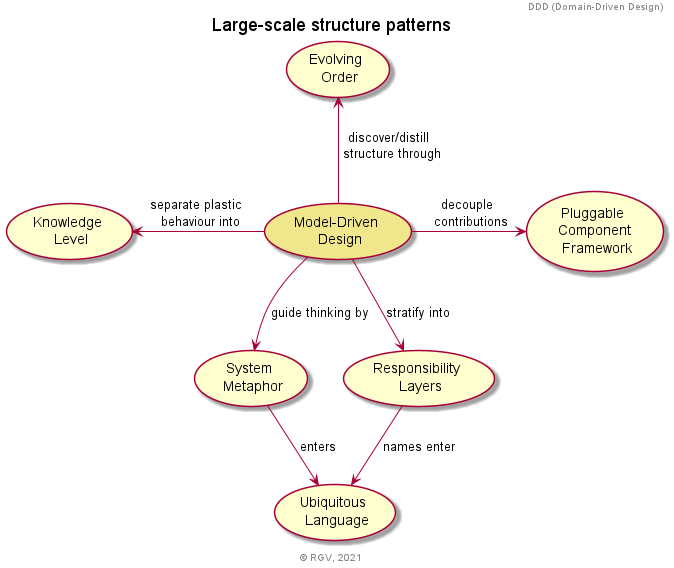 DDD (Domain-Driven Design)
Large-scale structure patterns
Evolving
Order
discover/distill
structure through
separate plastic
behaviour into
decouple
contributions
Knowledge
Level
Model-Driven
Design
Pluggable
Component
Framework
guide thinking by
stratify into
System
Metaphor
Responsibility
Layers
enters
names enter
Ubiquitous
Language
© RGV, 2021